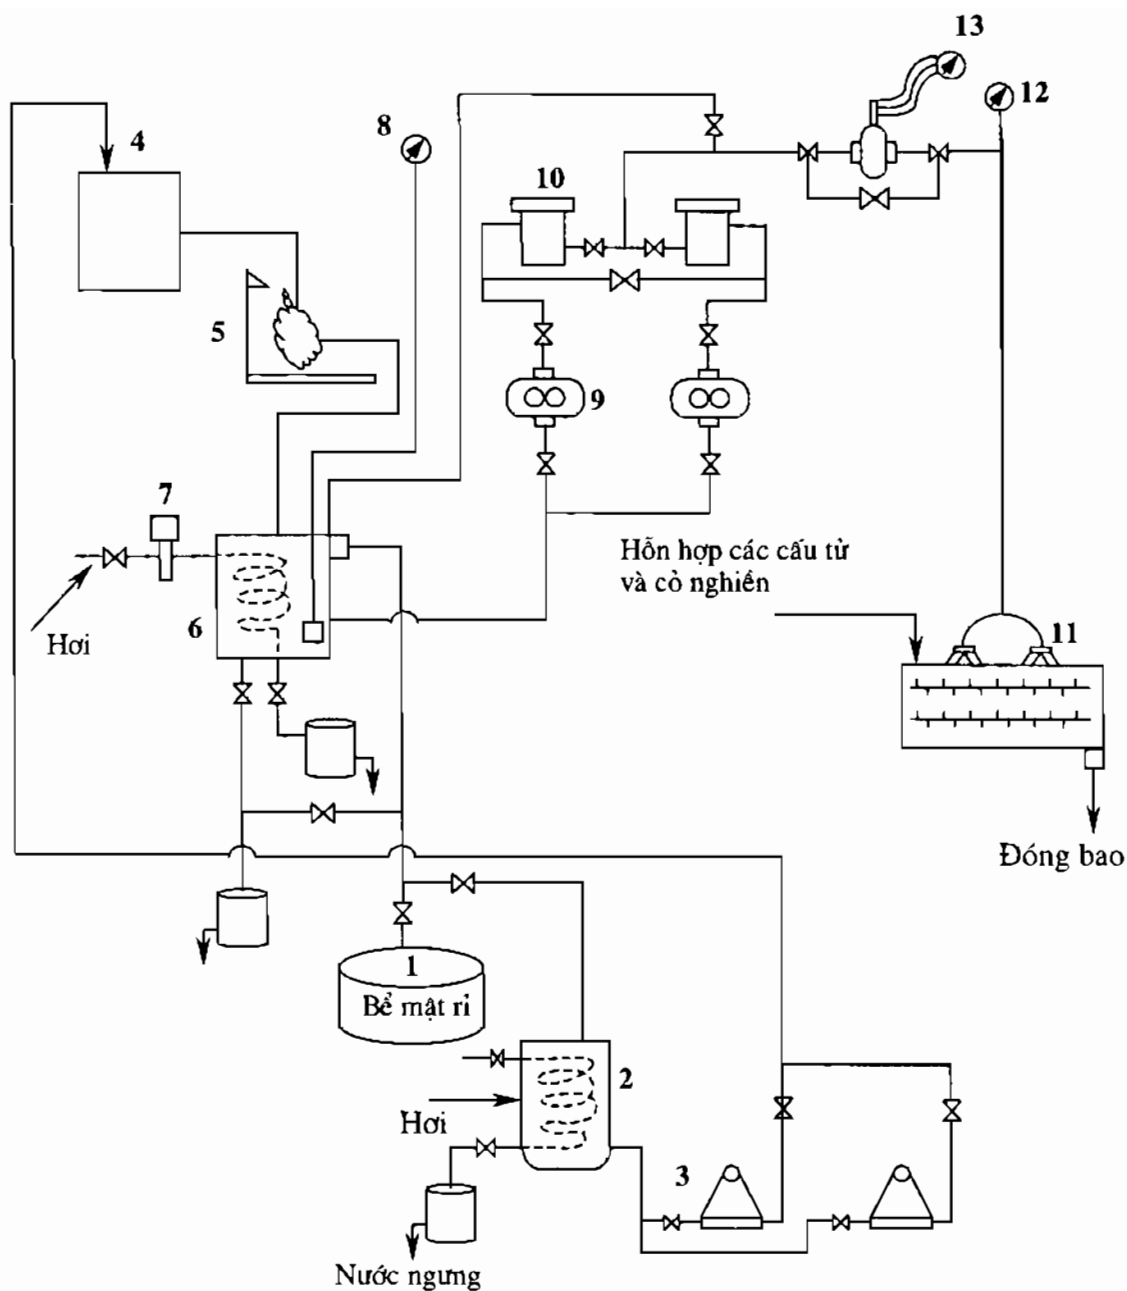 13
12
8
4
10
5
9
7
Hỗn hợp các cấu tử
và cỏ nghiền
6
Hơi
11
Đóng bao
1
Bể mật rỉ
2
Hơi
3
Nước ngưng